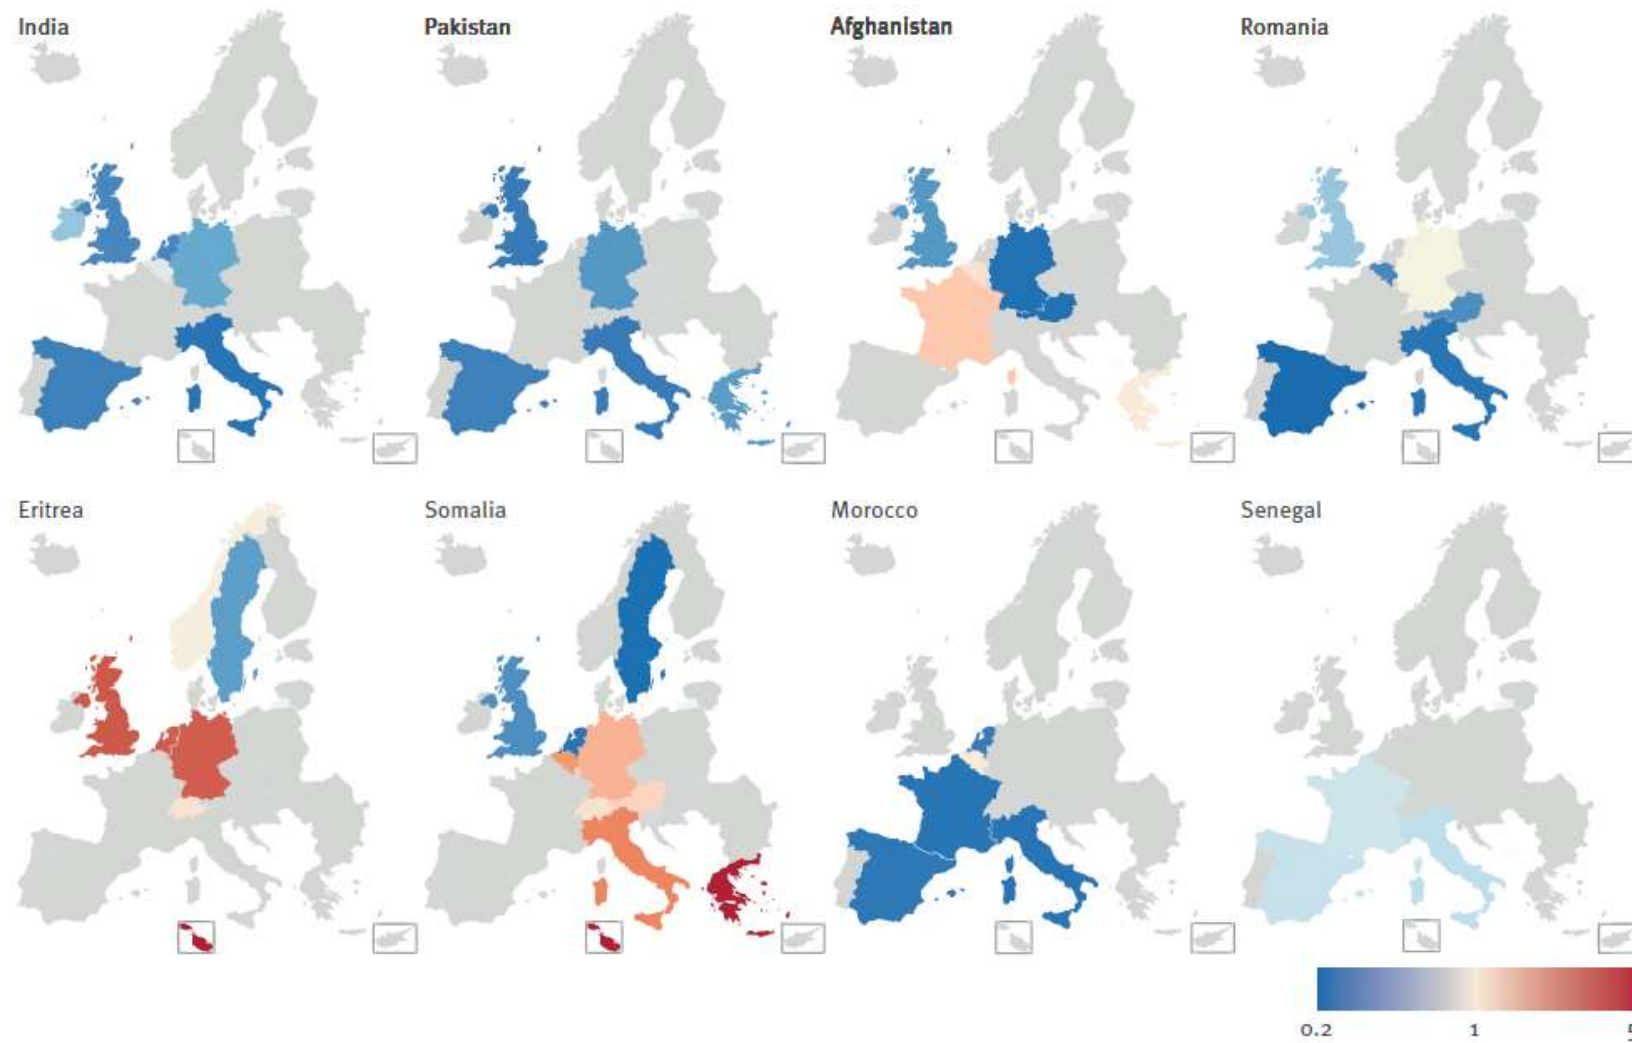 India
Pakistan
Afghanistan
Romania
Eritrea
Somalia
Morocco
Senegal
0.2
1